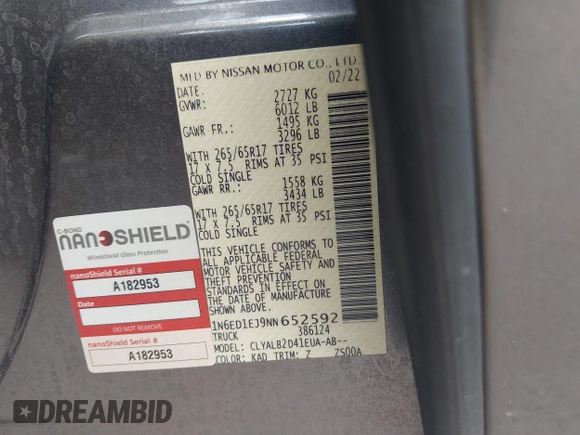 MFD BY NISSAN MOTOR CO., LTD.
DATE. 02/22
GVWR: 2727 KG
6012 LB
GAWR FR.: 1495 KG
3296 LB
WITH 265/65R17 TIRES
17 x 7.5 RIMS AT 35 PSI
COLD SINGLE
GAWR RR.: 1558 KG
3434 LB
WITH 265/65R17 TIRES
17 x 7.5 RIMS AT 35 PSI
COLD SINGLE
THIS VEHICLE CONFORMS TO
ALL APPLICABLE FEDERAL
MOTOR VEHICLE SAFETY AND
THEFT PREVENTION
STANDARDS IN EFFECT ON
THE DATE OF MANUFACTURE
SHOWN ABOVE.
1N6ED1EJ9NN652592
TRUCK 386124
MODEL: CLYALB2D41EUA-AB--
COLOR: KAD TRIM: Z ZS00A
C-BOND
NANOSHIELD
Windshield Glass Protection
nanoShield Serial #
A182953
Date
DO NOT REMOVE
nanoShield Serial #
A182953
DREAMBID